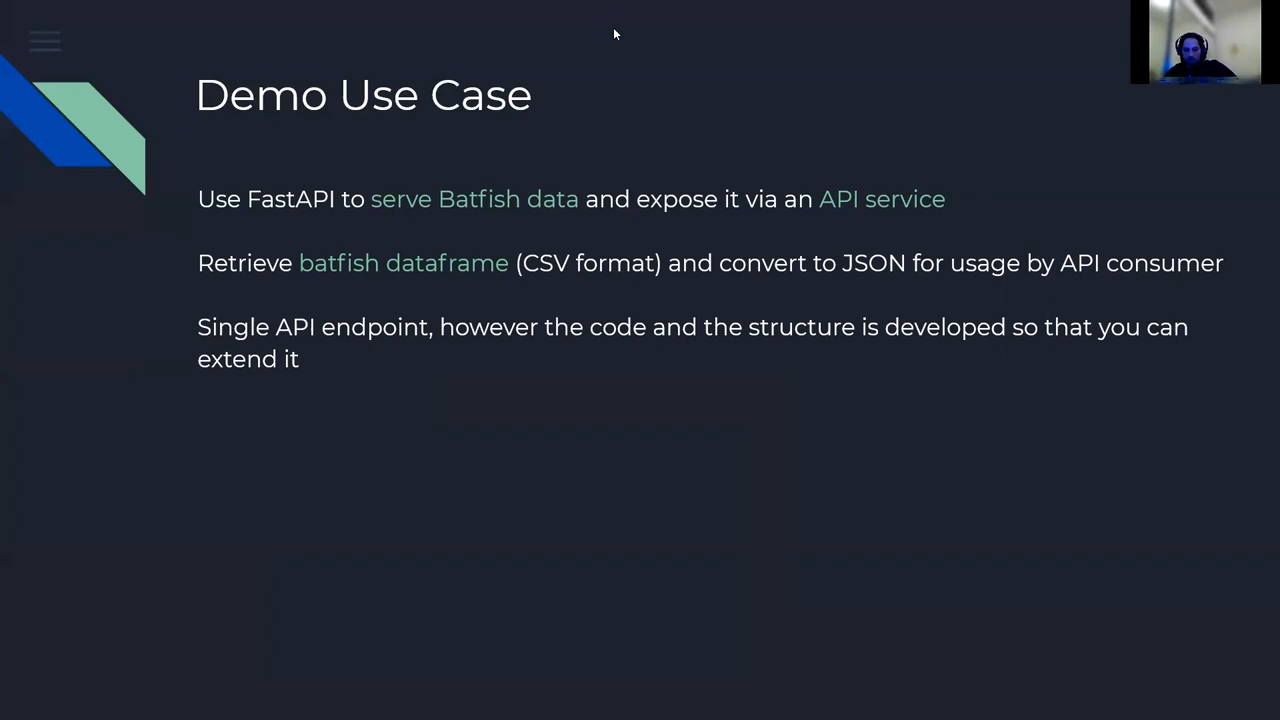 Demo Use Case
Use FastAPI to serve Batfish data and expose it via an API service
Retrieve batfish dataframe (CSV format) and convert to JSON for usage by API consumer
Single API endpoint, however the code and the structure is developed so that you can
extend it